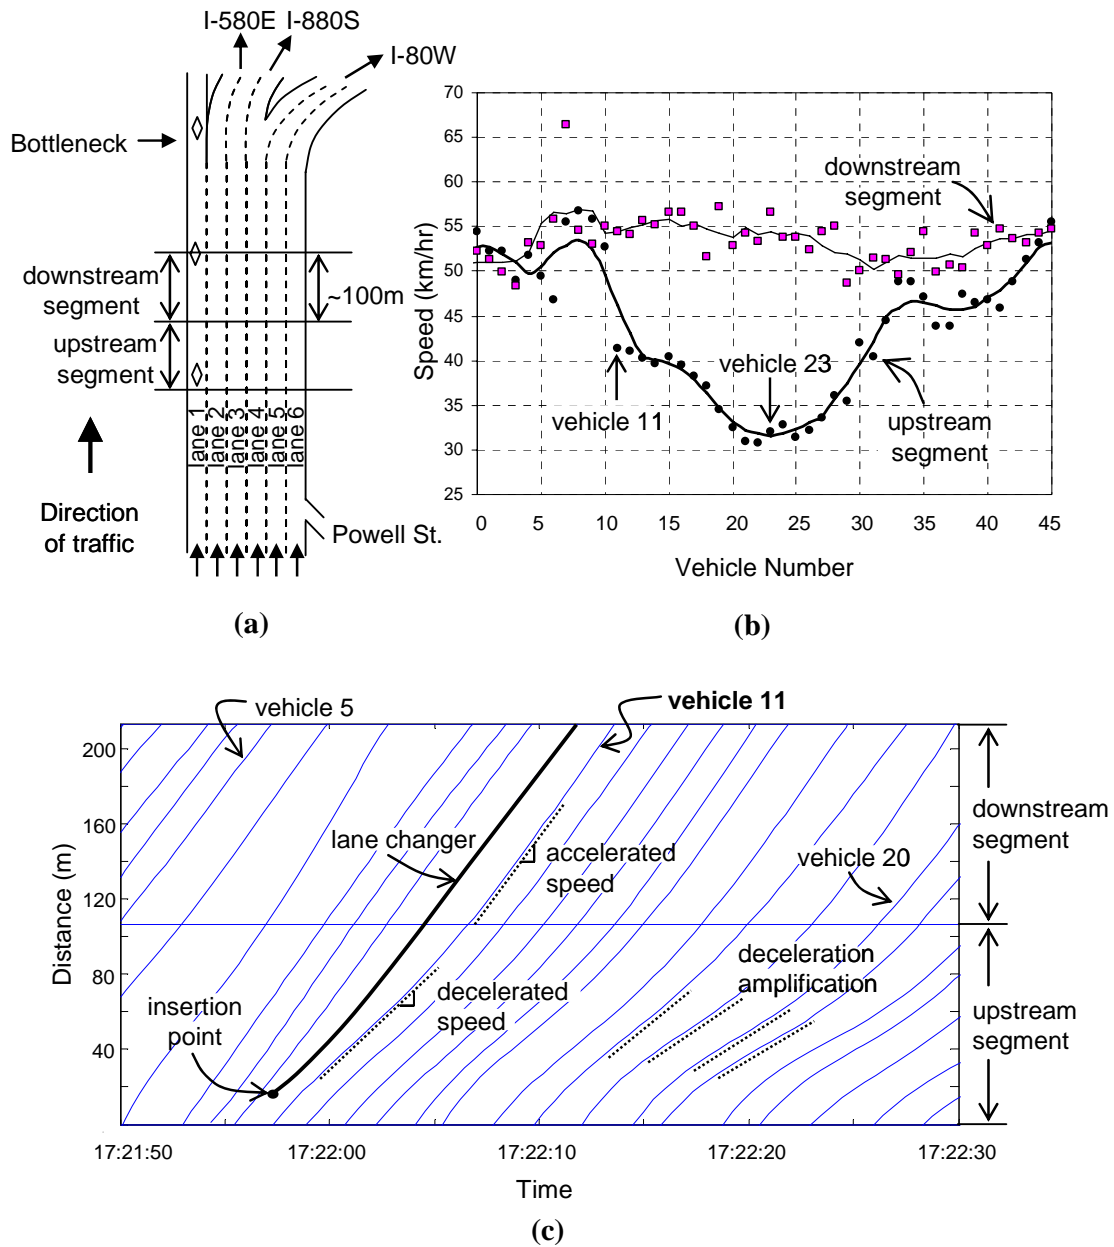 I-580E I-880S
I-80W
Bottleneck
downstream
segment
~100m
upstream
segment
lane 1
lane 2
lane 3
lane 4
lane 5
lane 6
Direction
of traffic
Powell St.
(a)
70
65
60
55
50
45
40
35
30
25
Speed (km/hr)
downstream
segment
vehicle 23
vehicle 11
upstream
segment
0 5 10 15 20 25 30 35 40 45
Vehicle Number
(b)
vehicle 5
vehicle 11
200
160
120
80
40
Distance (m)
lane changer
accelerated
speed
vehicle 20
downstream
segment
deceleration
amplification
decelerated
speed
insertion
point
upstream
segment
17:21:50 17:22:00 17:22:10 17:22:20 17:22:30
Time
(c)